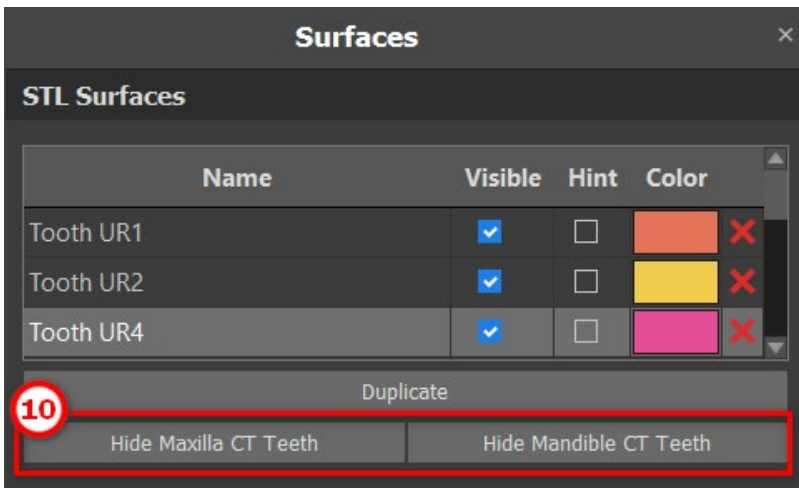 Surfaces
STL Surfaces
Name Visible Hint Color
Tooth UR1
Tooth UR2
Tooth UR4
Duplicate
10
Hide Maxilla CT Teeth Hide Mandible CT Teeth